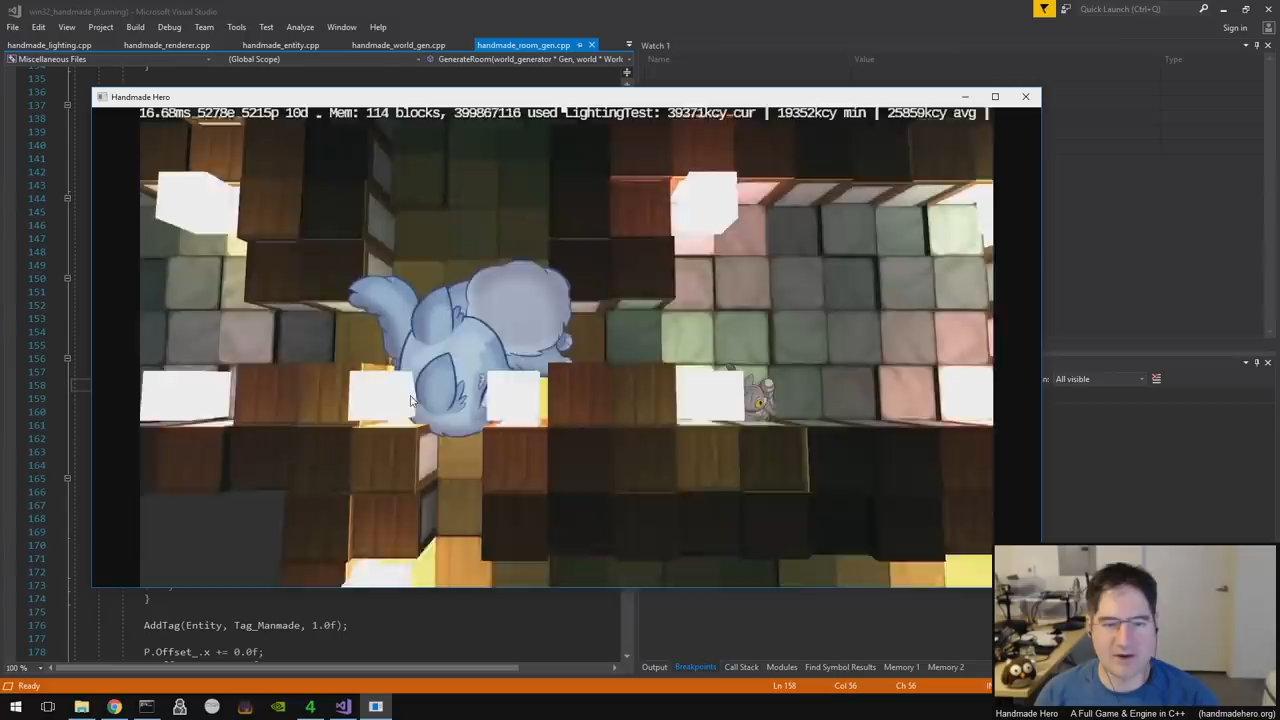 win32_handmade (Running) - Microsoft Visual Studio
Quick Launch (Ctrl+Q)
File Edit View Project Build Debug Team Tools Test Analyze Window Help
Sign in
handmade_lighting.cpp handmade_renderer.cpp handmade_entity.cpp handmade_world_gen.cpp handmade_room_gen.cpp
Watch 1
Miscellaneous Files (Global Scope) GenerateRoom(world_generator * Gen, world * Work
Name Value Type
135
136
137
138
139
140
141
142
143
144
145
146
147
148
149
150
151
152
153
154
155
156
157
158
159
160
161
162
163
164
165
166
167
168
169
170
171
172
173
174 }
175
176 AddTag(Entity, Tag_Manmade, 1.0f);
177
178 P.Offset_.x += 0.0f;
Handmade Hero
16.68ms 5278e 5215p 10d . Mem: 114 blocks, 399867116 used LightingTest: 39371kcy cur | 19352kcy min | 25859kcy avg |
All visible
100 %
Output Breakpoints Call Stack Modules Find Symbol Results Memory 1 Memory 2
Ready Ln 158 Col 56 Ch 56
4
Handmade Hero A Full Game & Engine in C++ (handmadehero.org)